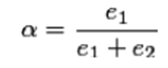 α = e₁ / (e₁ + e₂)